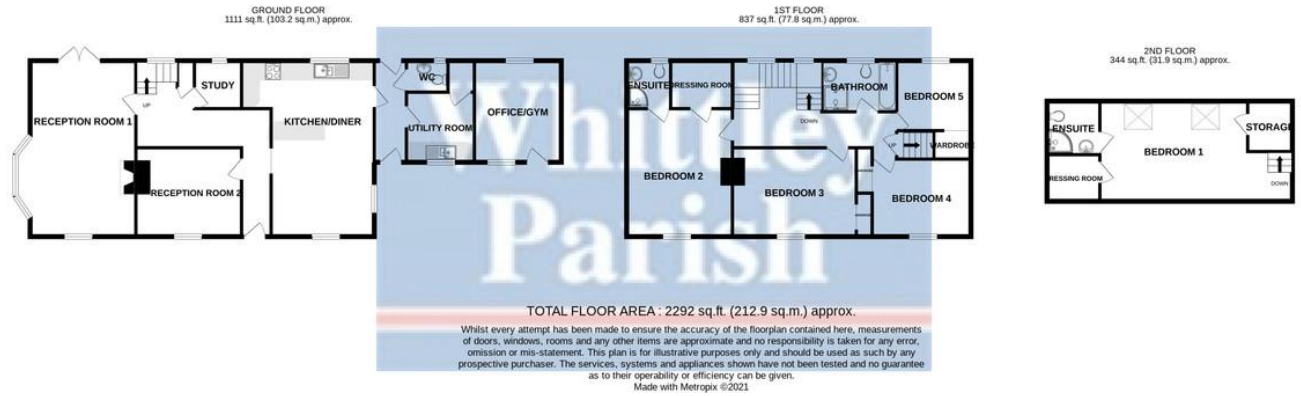 GROUND FLOOR
1111 sq.ft. (103.2 sq.m.) approx.
RECEPTION ROOM 1
UP
STUDY
KITCHEN/DINER
RECEPTION ROOM 2
WC
UTILITY ROOM
OFFICE/GYM
1ST FLOOR
837 sq.ft. (77.8 sq.m.) approx.
ENSUITE
DRESSING ROOM
DOWN
BATHROOM
BEDROOM 5
WARDROBE
UP
BEDROOM 2
BEDROOM 3
BEDROOM 4
2ND FLOOR
344 sq.ft. (31.9 sq.m.) approx.
ENSUITE
DRESSING ROOM
BEDROOM 1
STORAGE
DOWN
Whittley
Parish
TOTAL FLOOR AREA : 2292 sq.ft. (212.9 sq.m.) approx.
Whilst every attempt has been made to ensure the accuracy of the floorplan contained here, measurements
of doors, windows, rooms and any other items are approximate and no responsibility is taken for any error,
omission or mis-statement. This plan is for illustrative purposes only and should be used as such by any
prospective purchaser. The services, systems and appliances shown have not been tested and no guarantee
as to their operability or efficiency can be given.
Made with Metropix ©2021